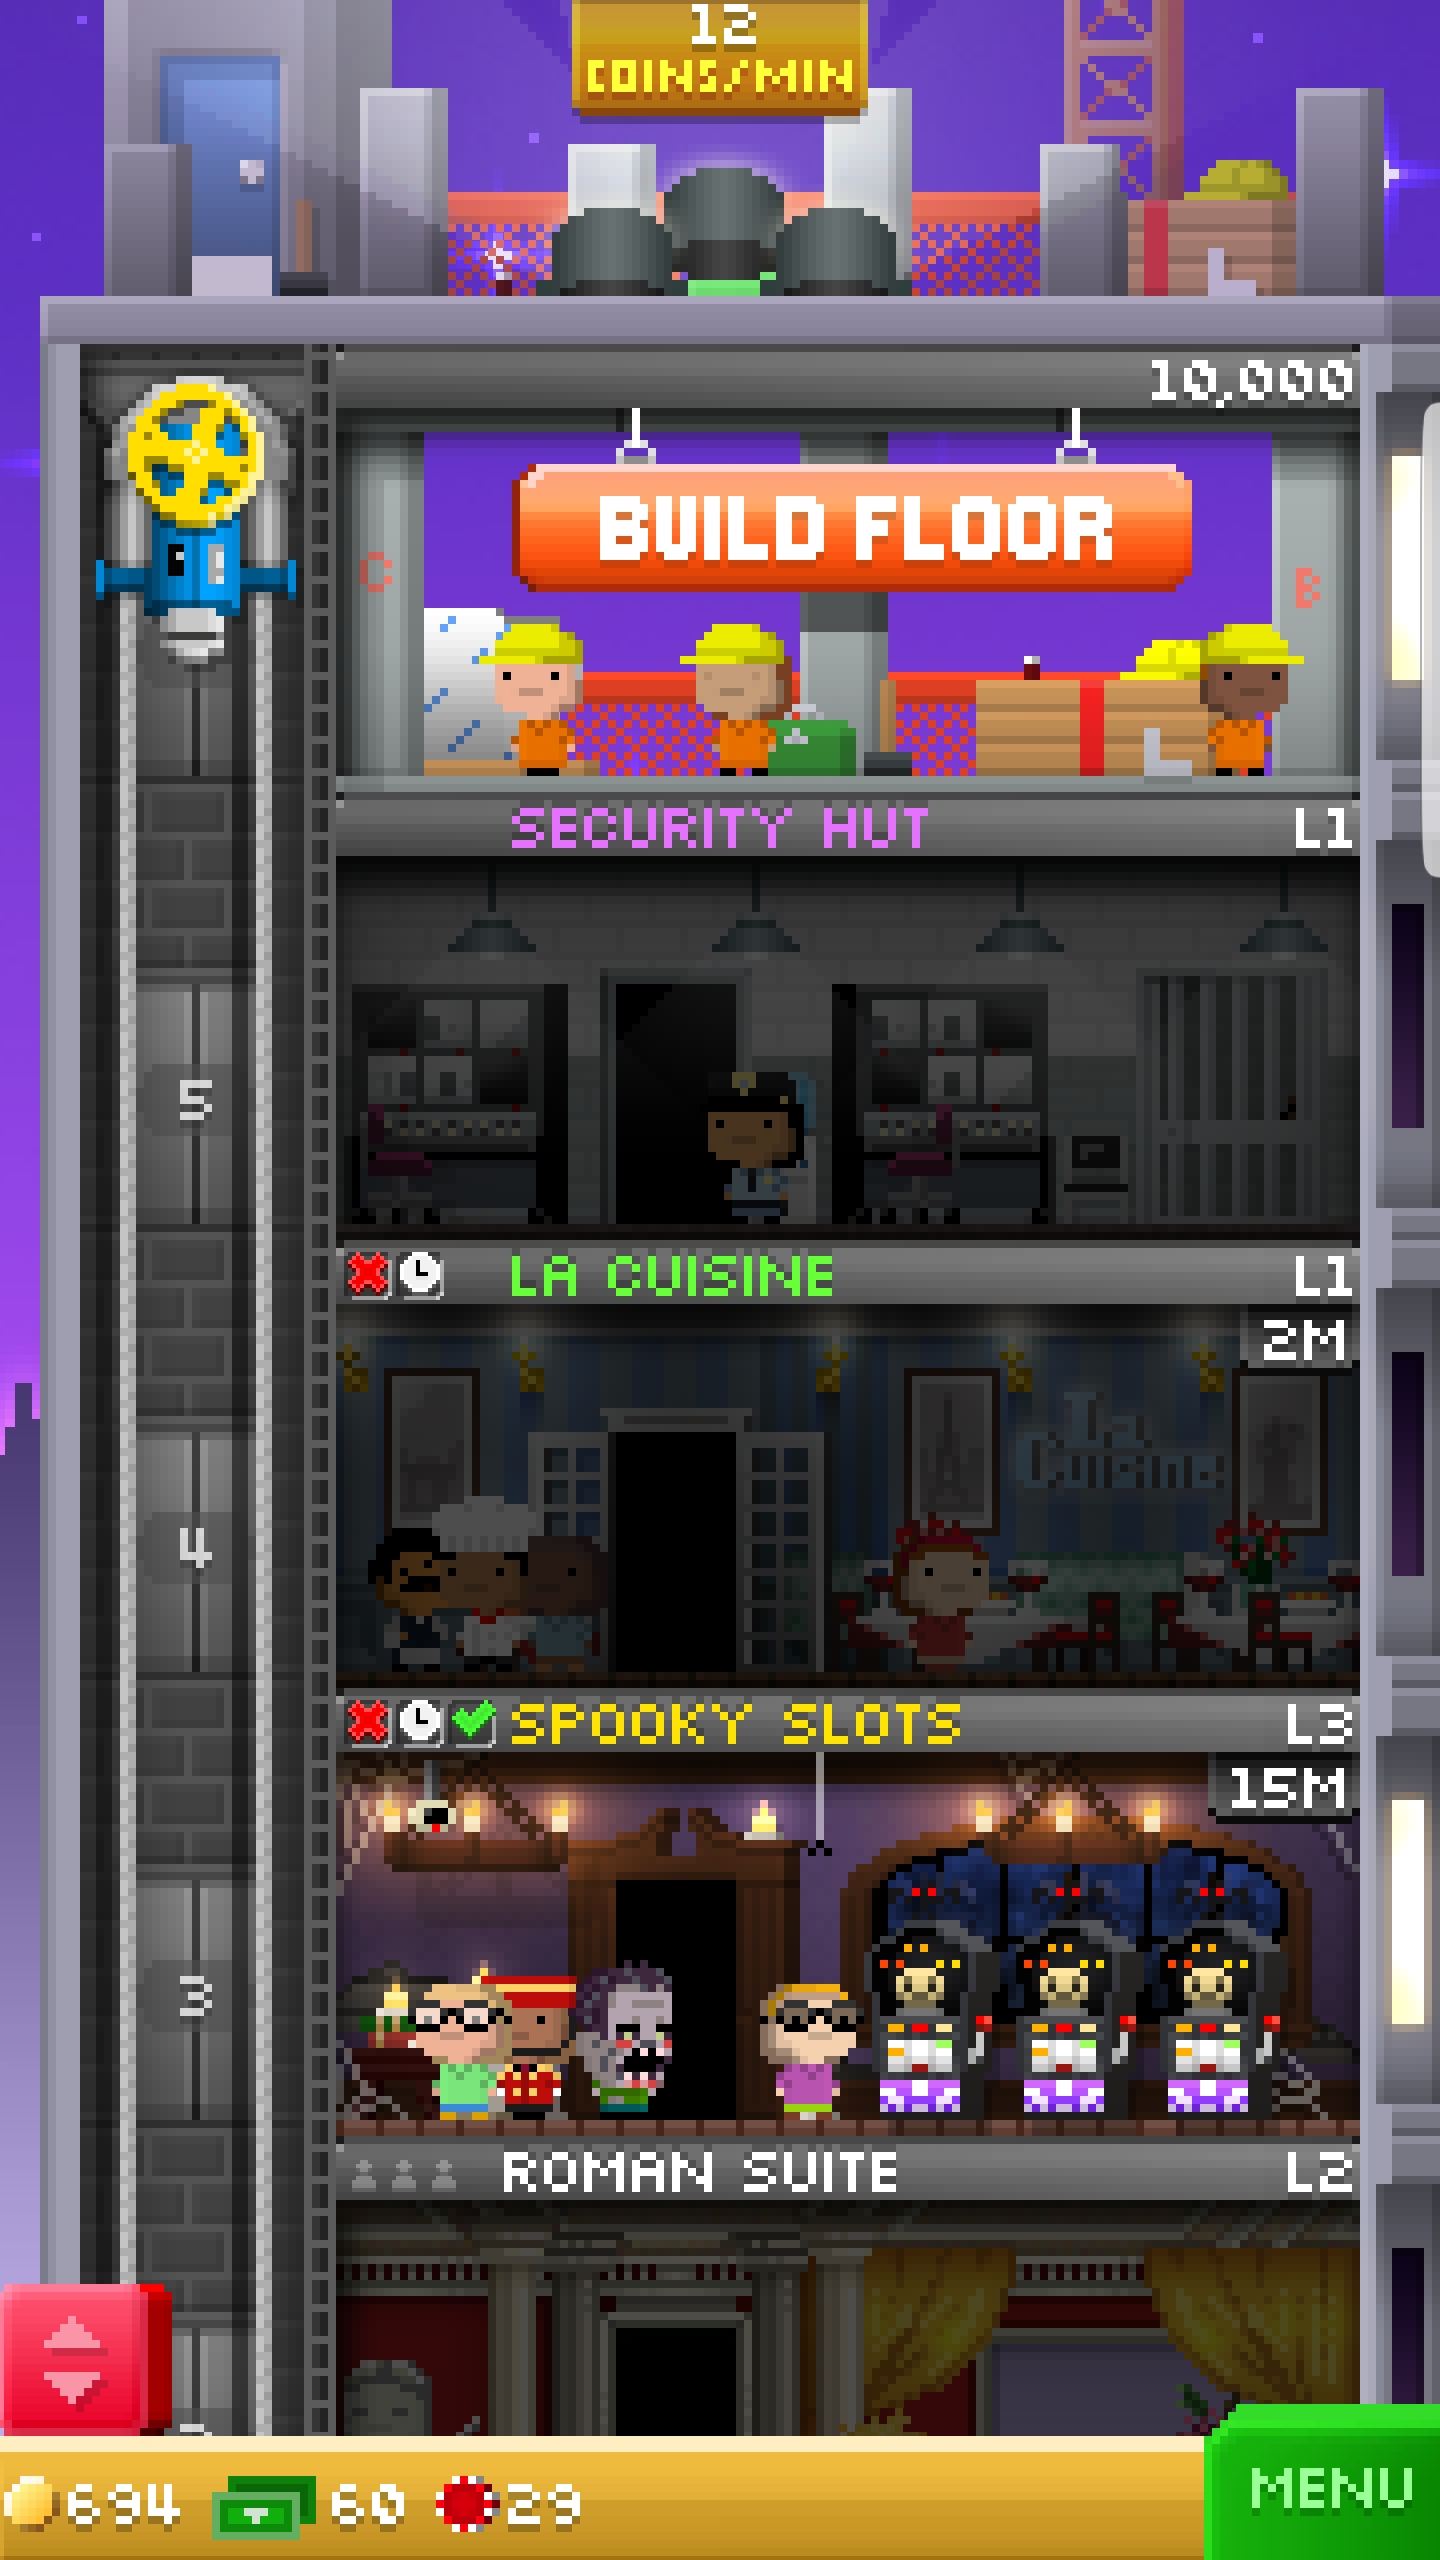 12
COINS/MIN
10,000
BUILD FLOOR
C
B
SECURITY HUT L1
5
LA CUISINE L1
2M
La
Cuisine
4
SPOOKY SLOTS L3
15M
3
ROMAN SUITE L2
694 60 29
MENU